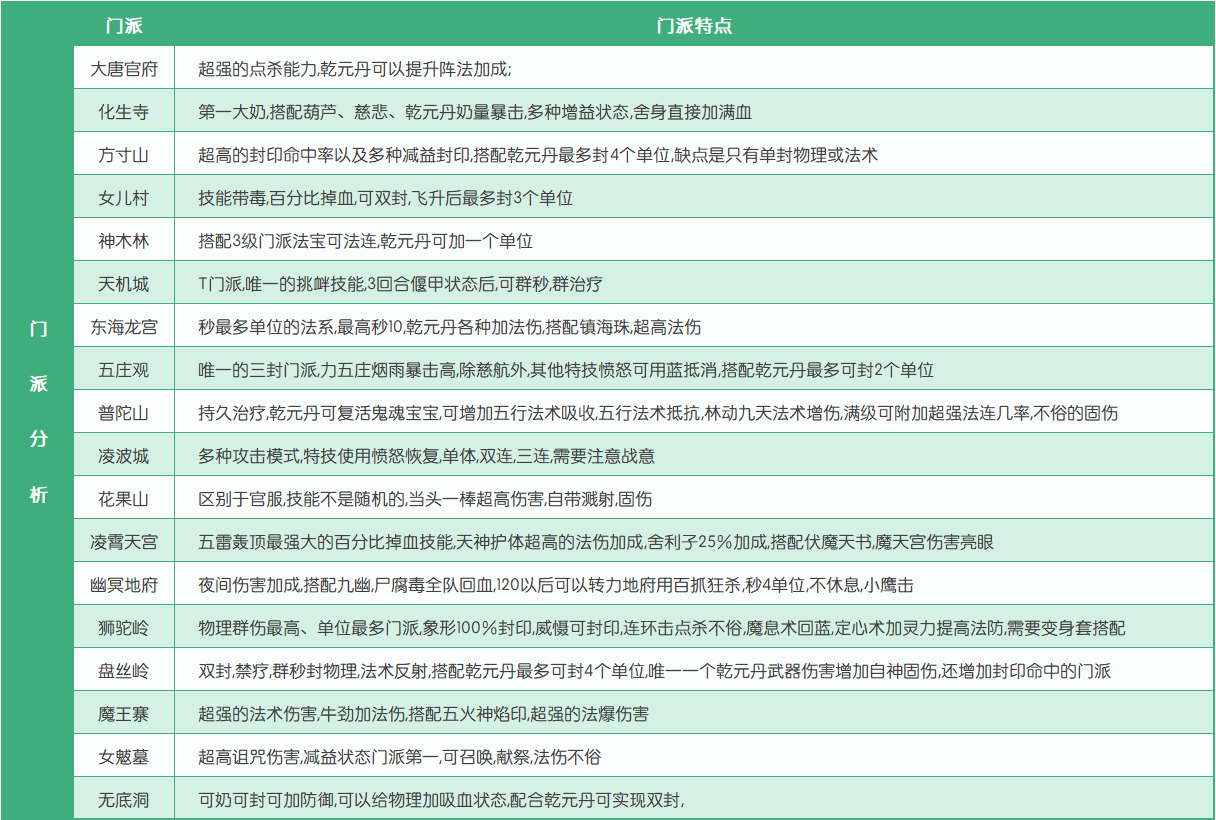 门派 门派特点
大唐官府 超强的点杀能力,乾元丹可以提升阵法加成;
化生寺 第一大奶,搭配葫芦、慈悲、乾元丹奶量暴击,多种增益状态,舍身直接加满血
方寸山 超高的封印命中率以及多种减益封印,搭配乾元丹最多封4个单位,缺点是只有单封物理或法术
女儿村 技能带毒,百分比掉血,可双封,飞升后最多封3个单位
神木林 搭配3级门派法宝可法连,乾元丹可加一个单位
天机城 T门派,唯一的挑衅技能,3回合偃甲状态后,可群秒,群治疗
东海龙宫 秒最多单位的法系,最高秒10,乾元丹各种加法伤,搭配镇海珠,超高法伤
五庄观 唯一的三封门派,力五庄烟雨暴击高,除慈航外,其他特技愤怒可用蓝抵消,搭配乾元丹最多可封2个单位
普陀山 持久治疗,乾元丹可复活鬼魂宝宝,可增加五行法术吸收,五行法术抵抗,林动九天法术增伤,满级可附加超强法连几率,不俗的固伤
凌波城 多种攻击模式,特技使用愤怒恢复,单体,双连,三连,需要注意战意
花果山 区别于官服,技能不是随机的,当头一棒超高伤害,自带溅射,固伤
凌霄天宫 五雷轰顶最强大的百分比掉血技能,天神护体超高的法伤加成,舍利子25%加成,搭配伏魔天书,魔天宫伤害亮眼
幽冥地府 夜间伤害加成,搭配九幽,尸腐毒全队回血,120以后可以转力地府用百抓狂杀,秒4单位,不休息,小鹰击
狮驼岭 物理群伤最高、单位最多门派,象形100%封印,威慑可封印,连环击点杀不俗,魔息术回蓝,定心术加灵力提高法防,需要变身套搭配
盘丝岭 双封,禁疗,群秒封物理,法术反射,搭配乾元丹最多可封4个单位,唯一一个乾元丹武器伤害增加自神固伤,还增加封印命中的门派
魔王寨 超强的法术伤害,牛劲加法伤,搭配五火神焰印,超强的法爆伤害
女魃墓 超高诅咒伤害,减益状态门派第一,可召唤,献祭,法伤不俗
无底洞 可奶可封可加防御,可以给物理加吸血状态,配合乾元丹可实现双封,
门
派
分
析